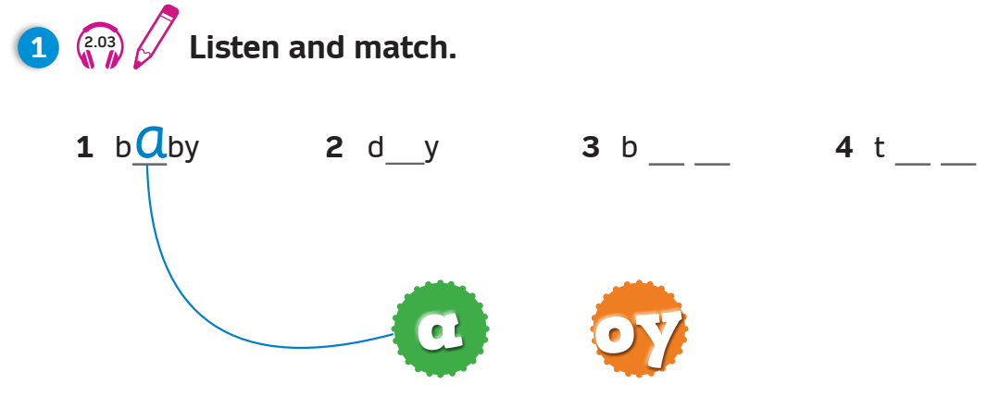 1 2.03 Listen and match.
1 baby 2 d__y 3 b __ __ 4 t __ __
a oy